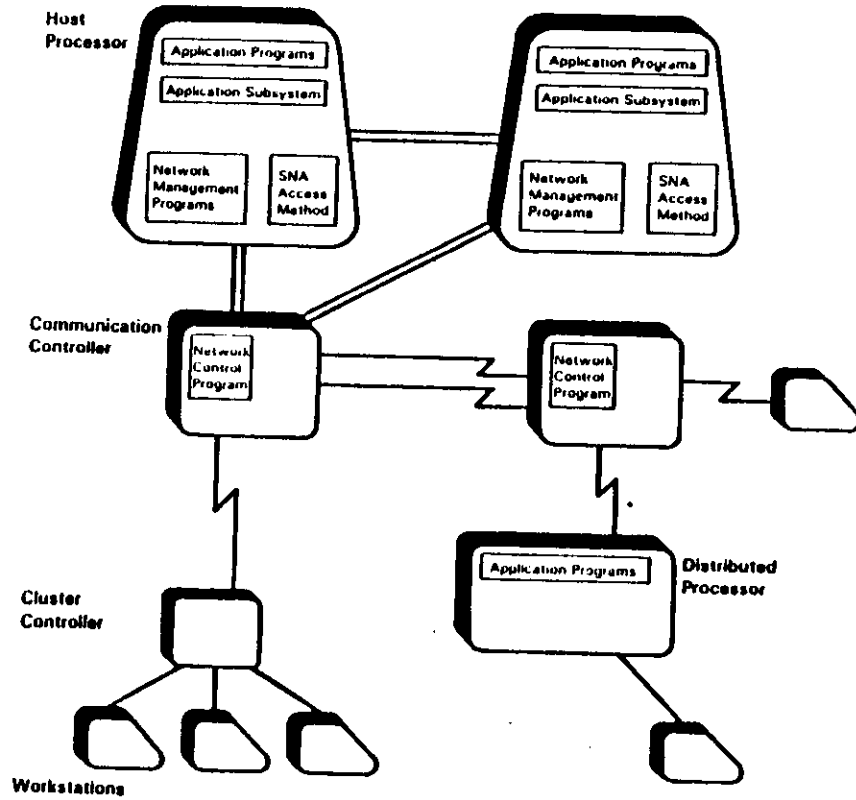 Host
Processor
Application Programs
Application Subsystem
Network
Management
Programs
SNA
Access
Method
Application Programs
Application Subsystem
Network
Management
Programs
SNA
Access
Method
Communication
Controller
Network
Control
Program
Network
Control
Program
Application Programs
Distributed
Processor
Cluster
Controller
Workstations